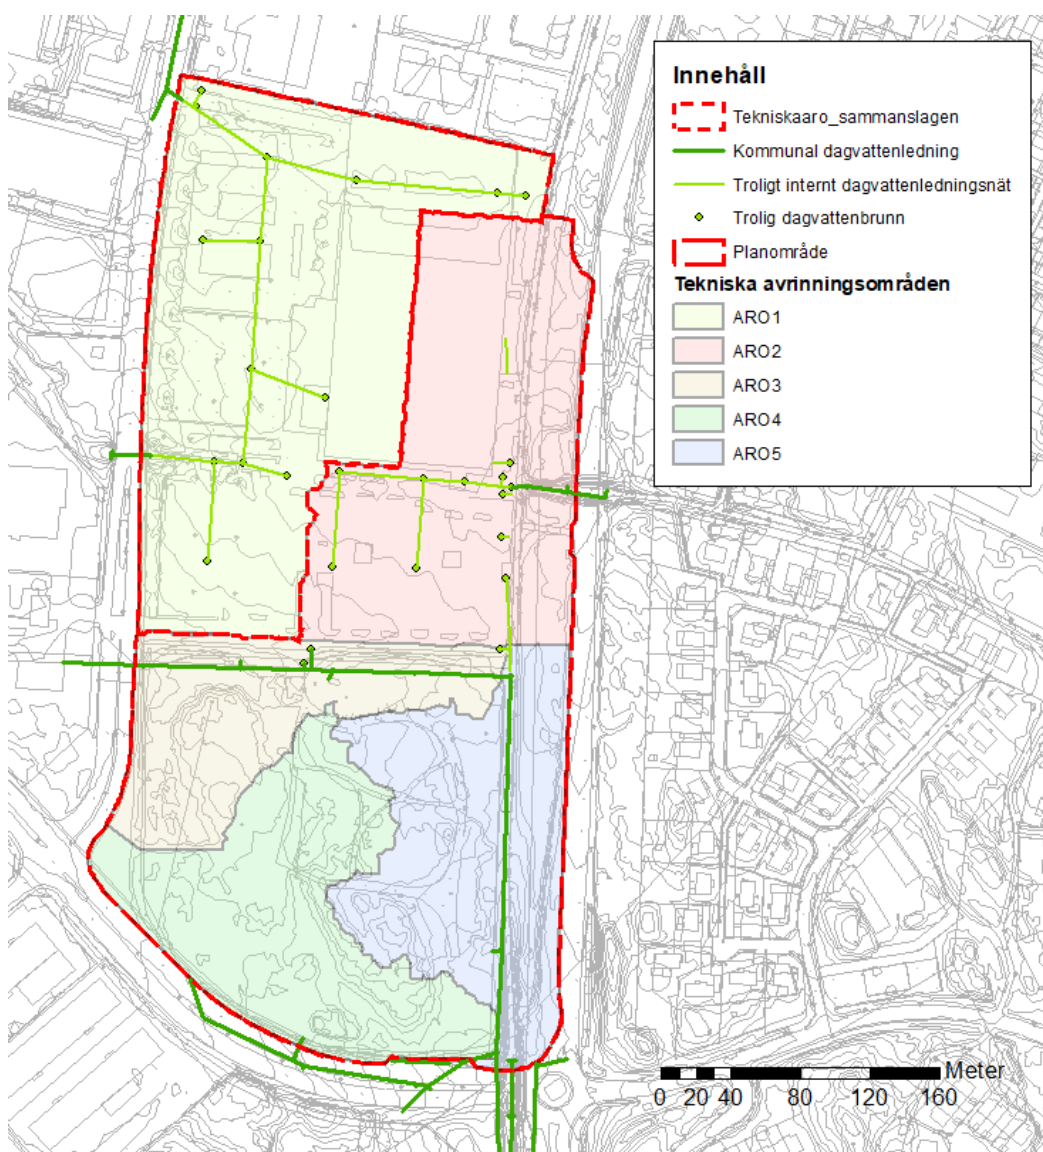 Innehåll
Tekniskaaro_sammanslagen
Kommunal dagvattenledning
Troligt internt dagvattenledningsnät
Trolig dagvattenbrunn
Planområde
Tekniska avrinningsområden
ARO1
ARO2
ARO3
ARO4
ARO5
Meter
0 20 40 80 120 160